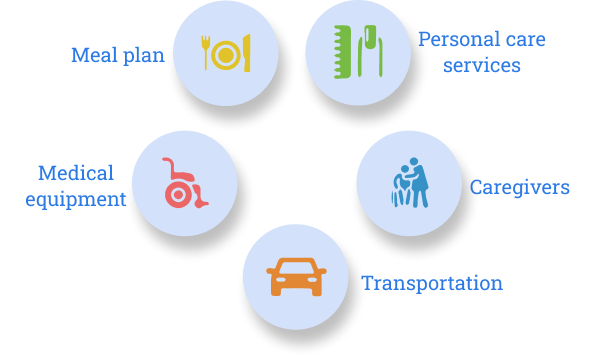 Meal plan
Personal care
services
Medical
equipment
Caregivers
Transportation